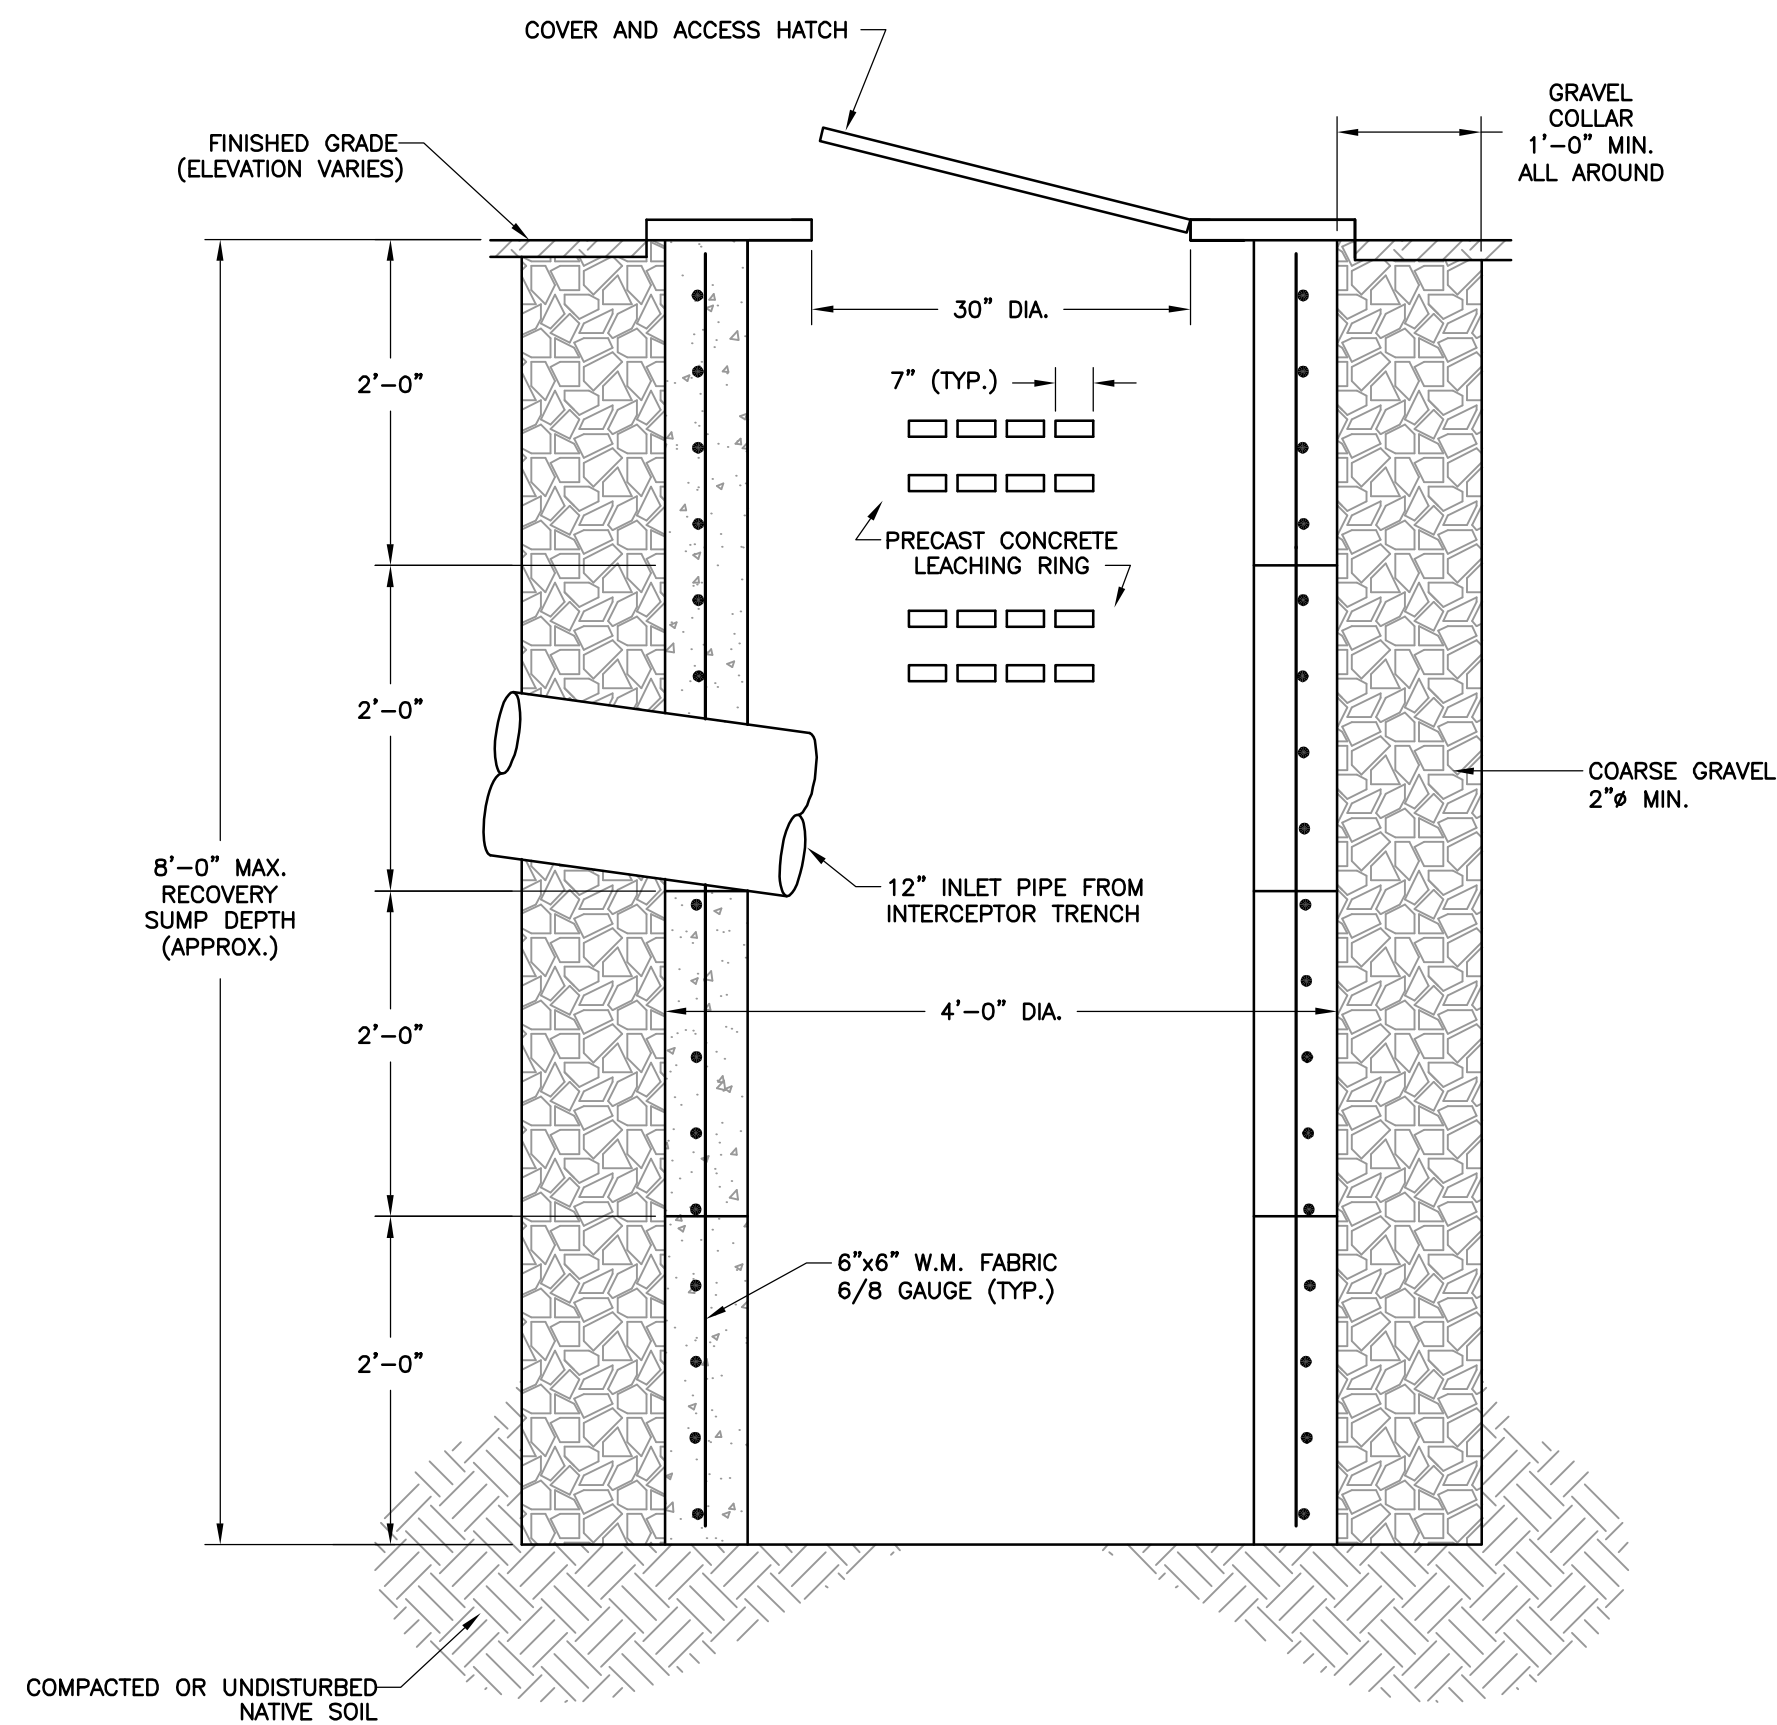 COVER AND ACCESS HATCH
GRAVEL
COLLAR
1'-0" MIN.
ALL AROUND
FINISHED GRADE
(ELEVATION VARIES)
30" DIA.
2'-0"
7" (TYP.)
PRECAST CONCRETE
LEACHING RING
2'-0"
COARSE GRAVEL
2"ø MIN.
8'-0" MAX.
RECOVERY
SUMP DEPTH
(APPROX.)
12" INLET PIPE FROM
INTERCEPTOR TRENCH
4'-0" DIA.
2'-0"
6"x6" W.M. FABRIC
6/8 GAUGE (TYP.)
2'-0"
COMPACTED OR UNDISTURBED
NATIVE SOIL